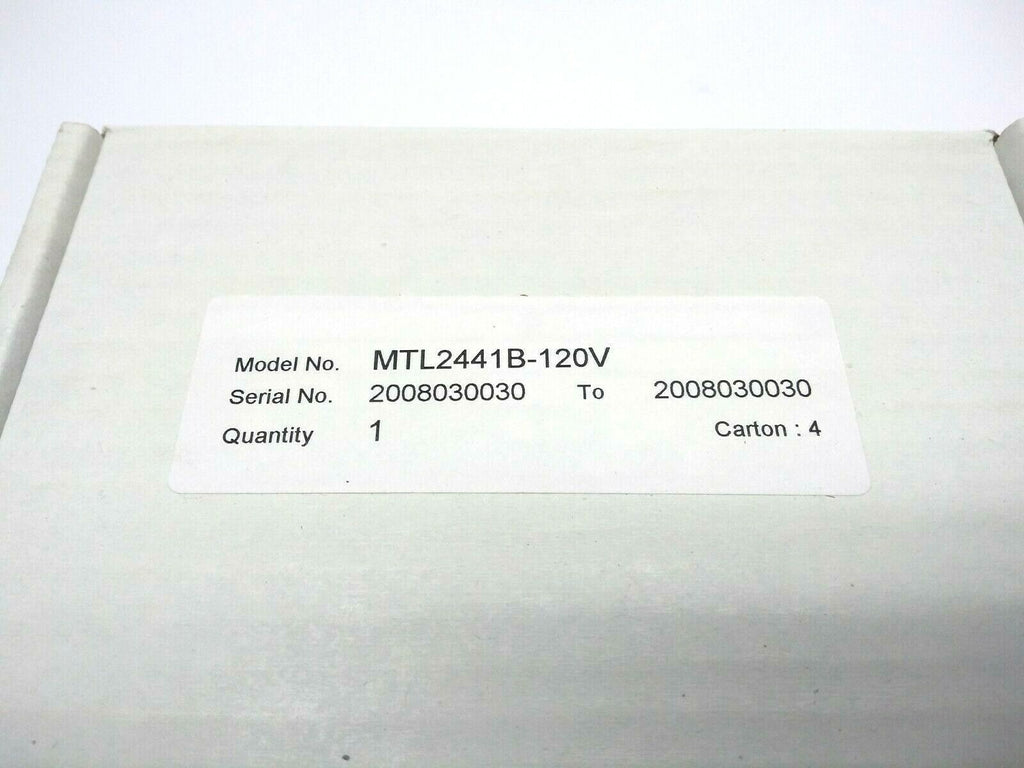 Model No. MTL2441B-120V
Serial No. 2008030030 To 2008030030
Quantity 1 Carton : 4